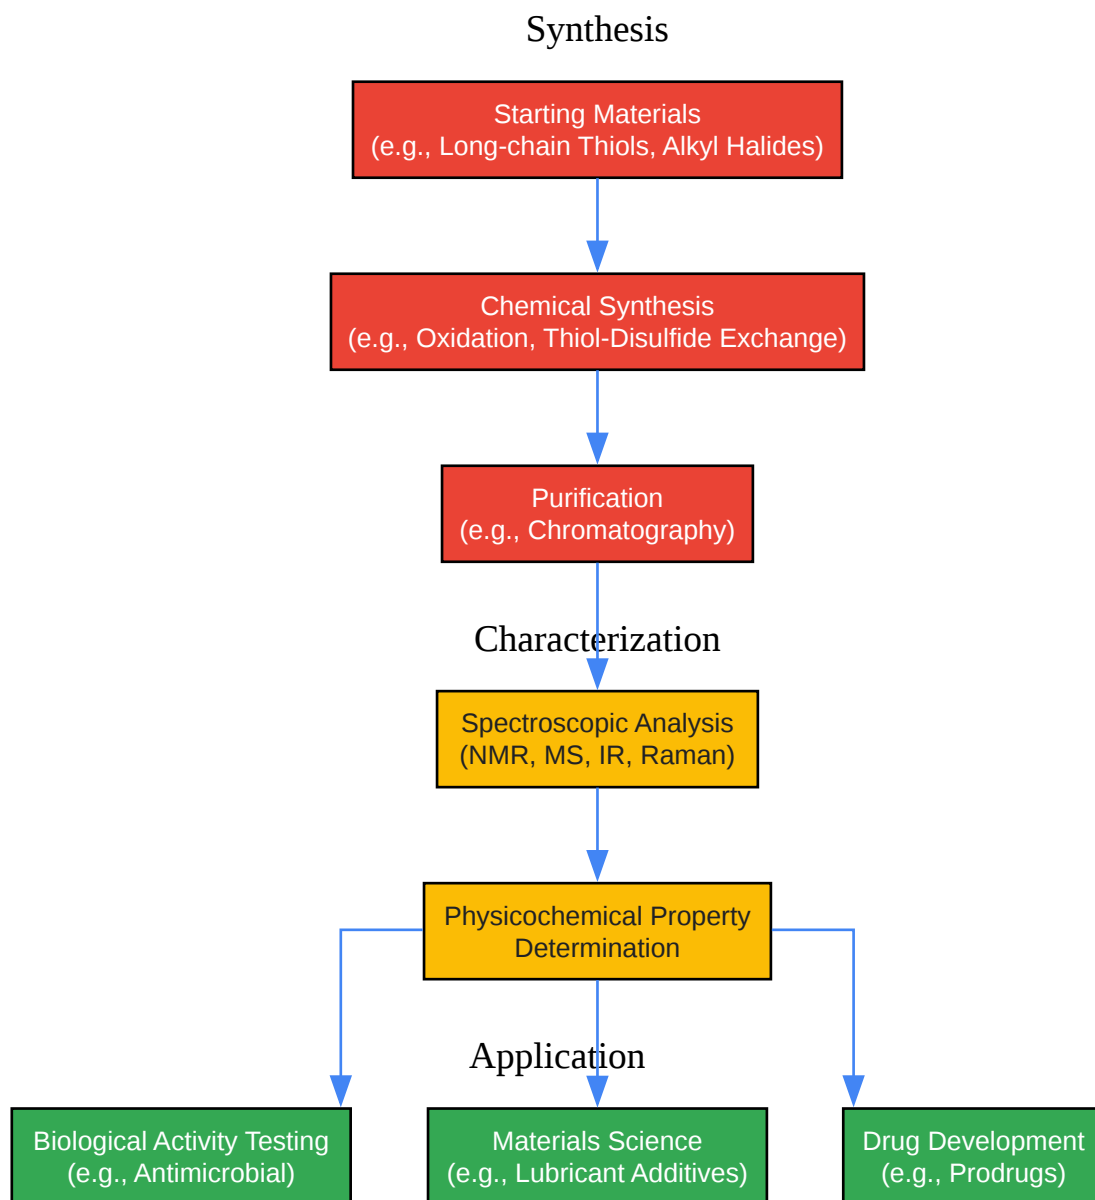 Synthesis
Starting Materials
(e.g., Long-chain Thiols, Alkyl Halides)
Chemical Synthesis
(e.g., Oxidation, Thiol-Disulfide Exchange)
Purification
(e.g., Chromatography)
Characterization
Spectroscopic Analysis
(NMR, MS, IR, Raman)
Physicochemical Property
Determination
Application
Biological Activity Testing
(e.g., Antimicrobial)
Materials Science
(e.g., Lubricant Additives)
Drug Development
(e.g., Prodrugs)